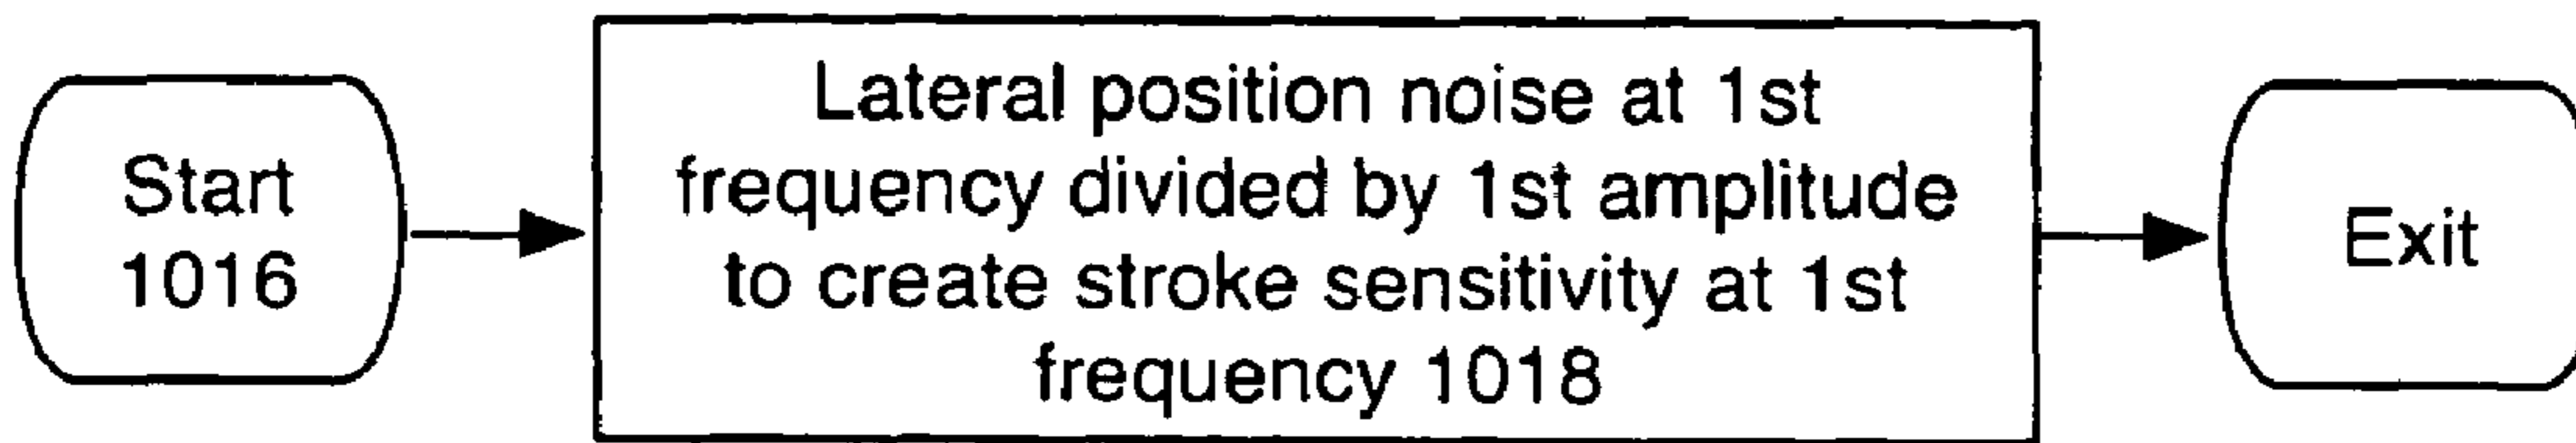 Start
1016
Lateral position noise at 1st
frequency divided by 1st amplitude
to create stroke sensitivity at 1st
frequency 1018
Exit